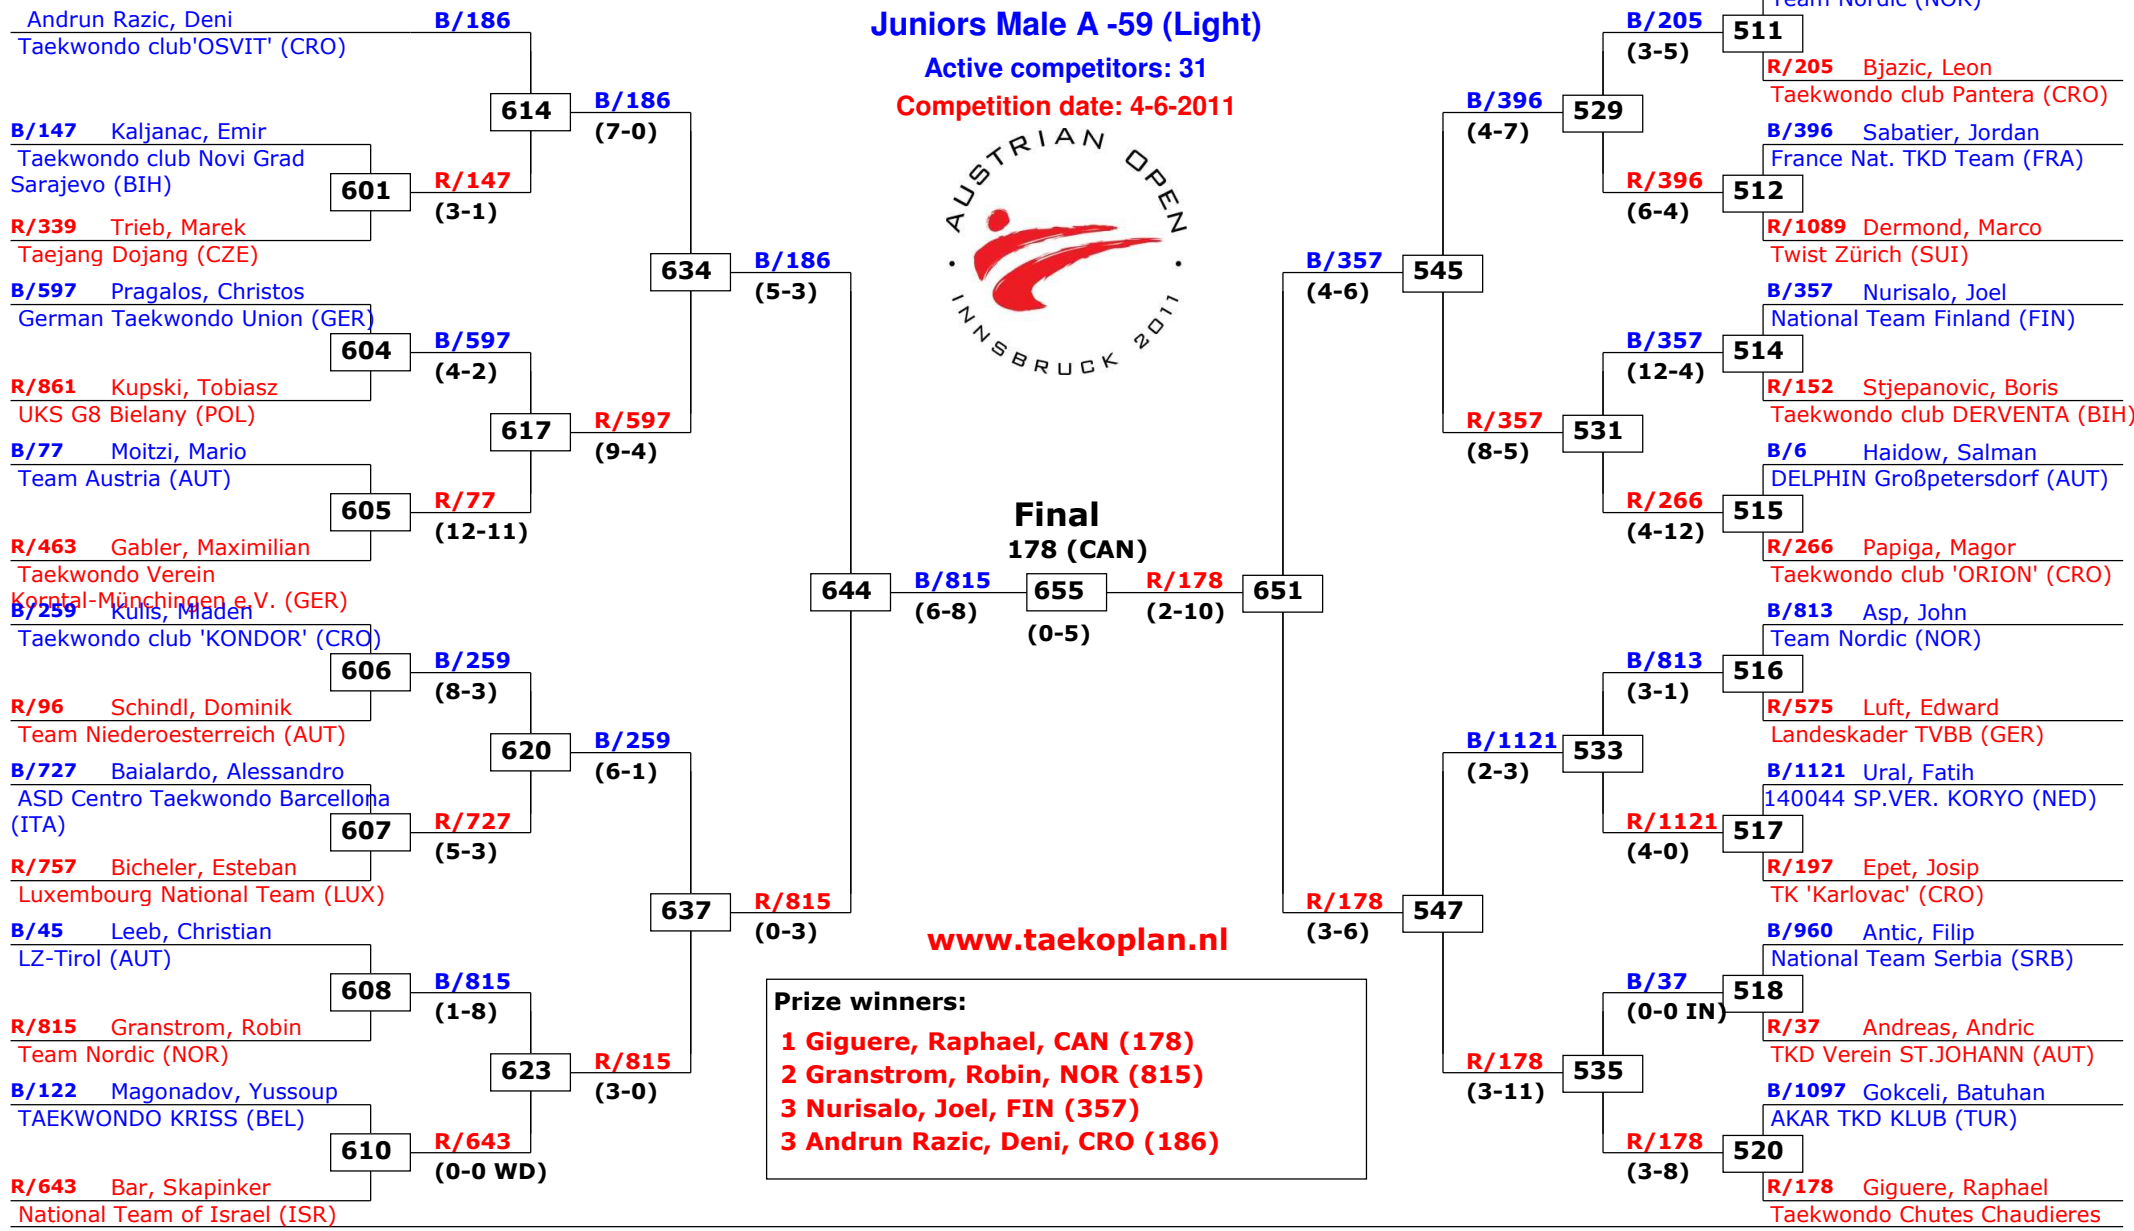 Juniors Male A -59 (Light)
Active competitors: 31
Competition date: 4-6-2011
AUSTRIAN OPEN
INNSBRUCK 2011
Andrun Razic, Deni
B/186
Taekwondo club'OSVIT' (CRO)
B/147 Kaljanac, Emir
Taekwondo club Novi Grad
Sarajevo (BIH)
R/339 Trieb, Marek
Taejang Dojang (CZE)
B/597 Pragalos, Christos
German Taekwondo Union (GER)
R/861 Kupski, Tobiasz
UKS G8 Bielany (POL)
B/77 Moitzi, Mario
Team Austria (AUT)
R/463 Gabler, Maximilian
Taekwondo Verein
Korntal-Münchingen e.V. (GER)
B/259 Kulis, Mladen
Taekwondo club 'KONDOR' (CRO)
R/96 Schindl, Dominik
Team Niederoesterreich (AUT)
B/727 Baialardo, Alessandro
ASD Centro Taekwondo Barcellona
(ITA)
R/757 Bicheler, Esteban
Luxembourg National Team (LUX)
B/45 Leeb, Christian
LZ-Tirol (AUT)
R/815 Granstrom, Robin
Team Nordic (NOR)
B/122 Magonadov, Yussoup
TAEKWONDO KRISS (BEL)
R/643 Bar, Skapinker
National Team of Israel (ISR)
601
R/147
(3-1)
604
B/597
(4-2)
605
R/77
(12-11)
606
B/259
(8-3)
607
R/727
(5-3)
608
B/815
(1-8)
610
R/643
(0-0 WD)
614
B/186
(7-0)
617
R/597
(9-4)
620
B/259
(6-1)
623
R/815
(3-0)
634
B/186
(5-3)
637
R/815
(0-3)
644
B/815
(6-8)
Final
178 (CAN)
655
(0-5)
R/178
(2-10)
651
B/357
(4-6)
545
R/178
(3-6)
547
B/396
(4-7)
529
R/357
(8-5)
531
B/1121
(2-3)
533
R/178
(3-11)
535
B/205
(3-5)
511
R/396
(6-4)
512
B/357
(12-4)
514
R/266
(4-12)
515
B/813
(3-1)
516
R/1121
(4-0)
517
B/37
(0-0 IN)
518
R/178
(3-8)
520
Team Nordic (NOR)
R/205 Bjazic, Leon
Taekwondo club Pantera (CRO)
B/396 Sabatier, Jordan
France Nat. TKD Team (FRA)
R/1089 Dermond, Marco
Twist Zürich (SUI)
B/357 Nurisalo, Joel
National Team Finland (FIN)
R/152 Stjepanovic, Boris
Taekwondo club DERVENTA (BIH)
B/6 Haidow, Salman
DELPHIN Großpetersdorf (AUT)
R/266 Papiga, Magor
Taekwondo club 'ORION' (CRO)
B/813 Asp, John
Team Nordic (NOR)
R/575 Luft, Edward
Landeskader TVBB (GER)
B/1121 Ural, Fatih
140044 SP.VER. KORYO (NED)
R/197 Epet, Josip
TK 'Karlovac' (CRO)
B/960 Antic, Filip
National Team Serbia (SRB)
R/37 Andreas, Andric
TKD Verein ST.JOHANN (AUT)
B/1097 Gokceli, Batuhan
AKAR TKD KLUB (TUR)
R/178 Giguere, Raphael
Taekwondo Chutes Chaudieres
www.taekoplan.nl
Prize winners:
1 Giguere, Raphael, CAN (178)
2 Granstrom, Robin, NOR (815)
3 Nurisalo, Joel, FIN (357)
3 Andrun Razic, Deni, CRO (186)